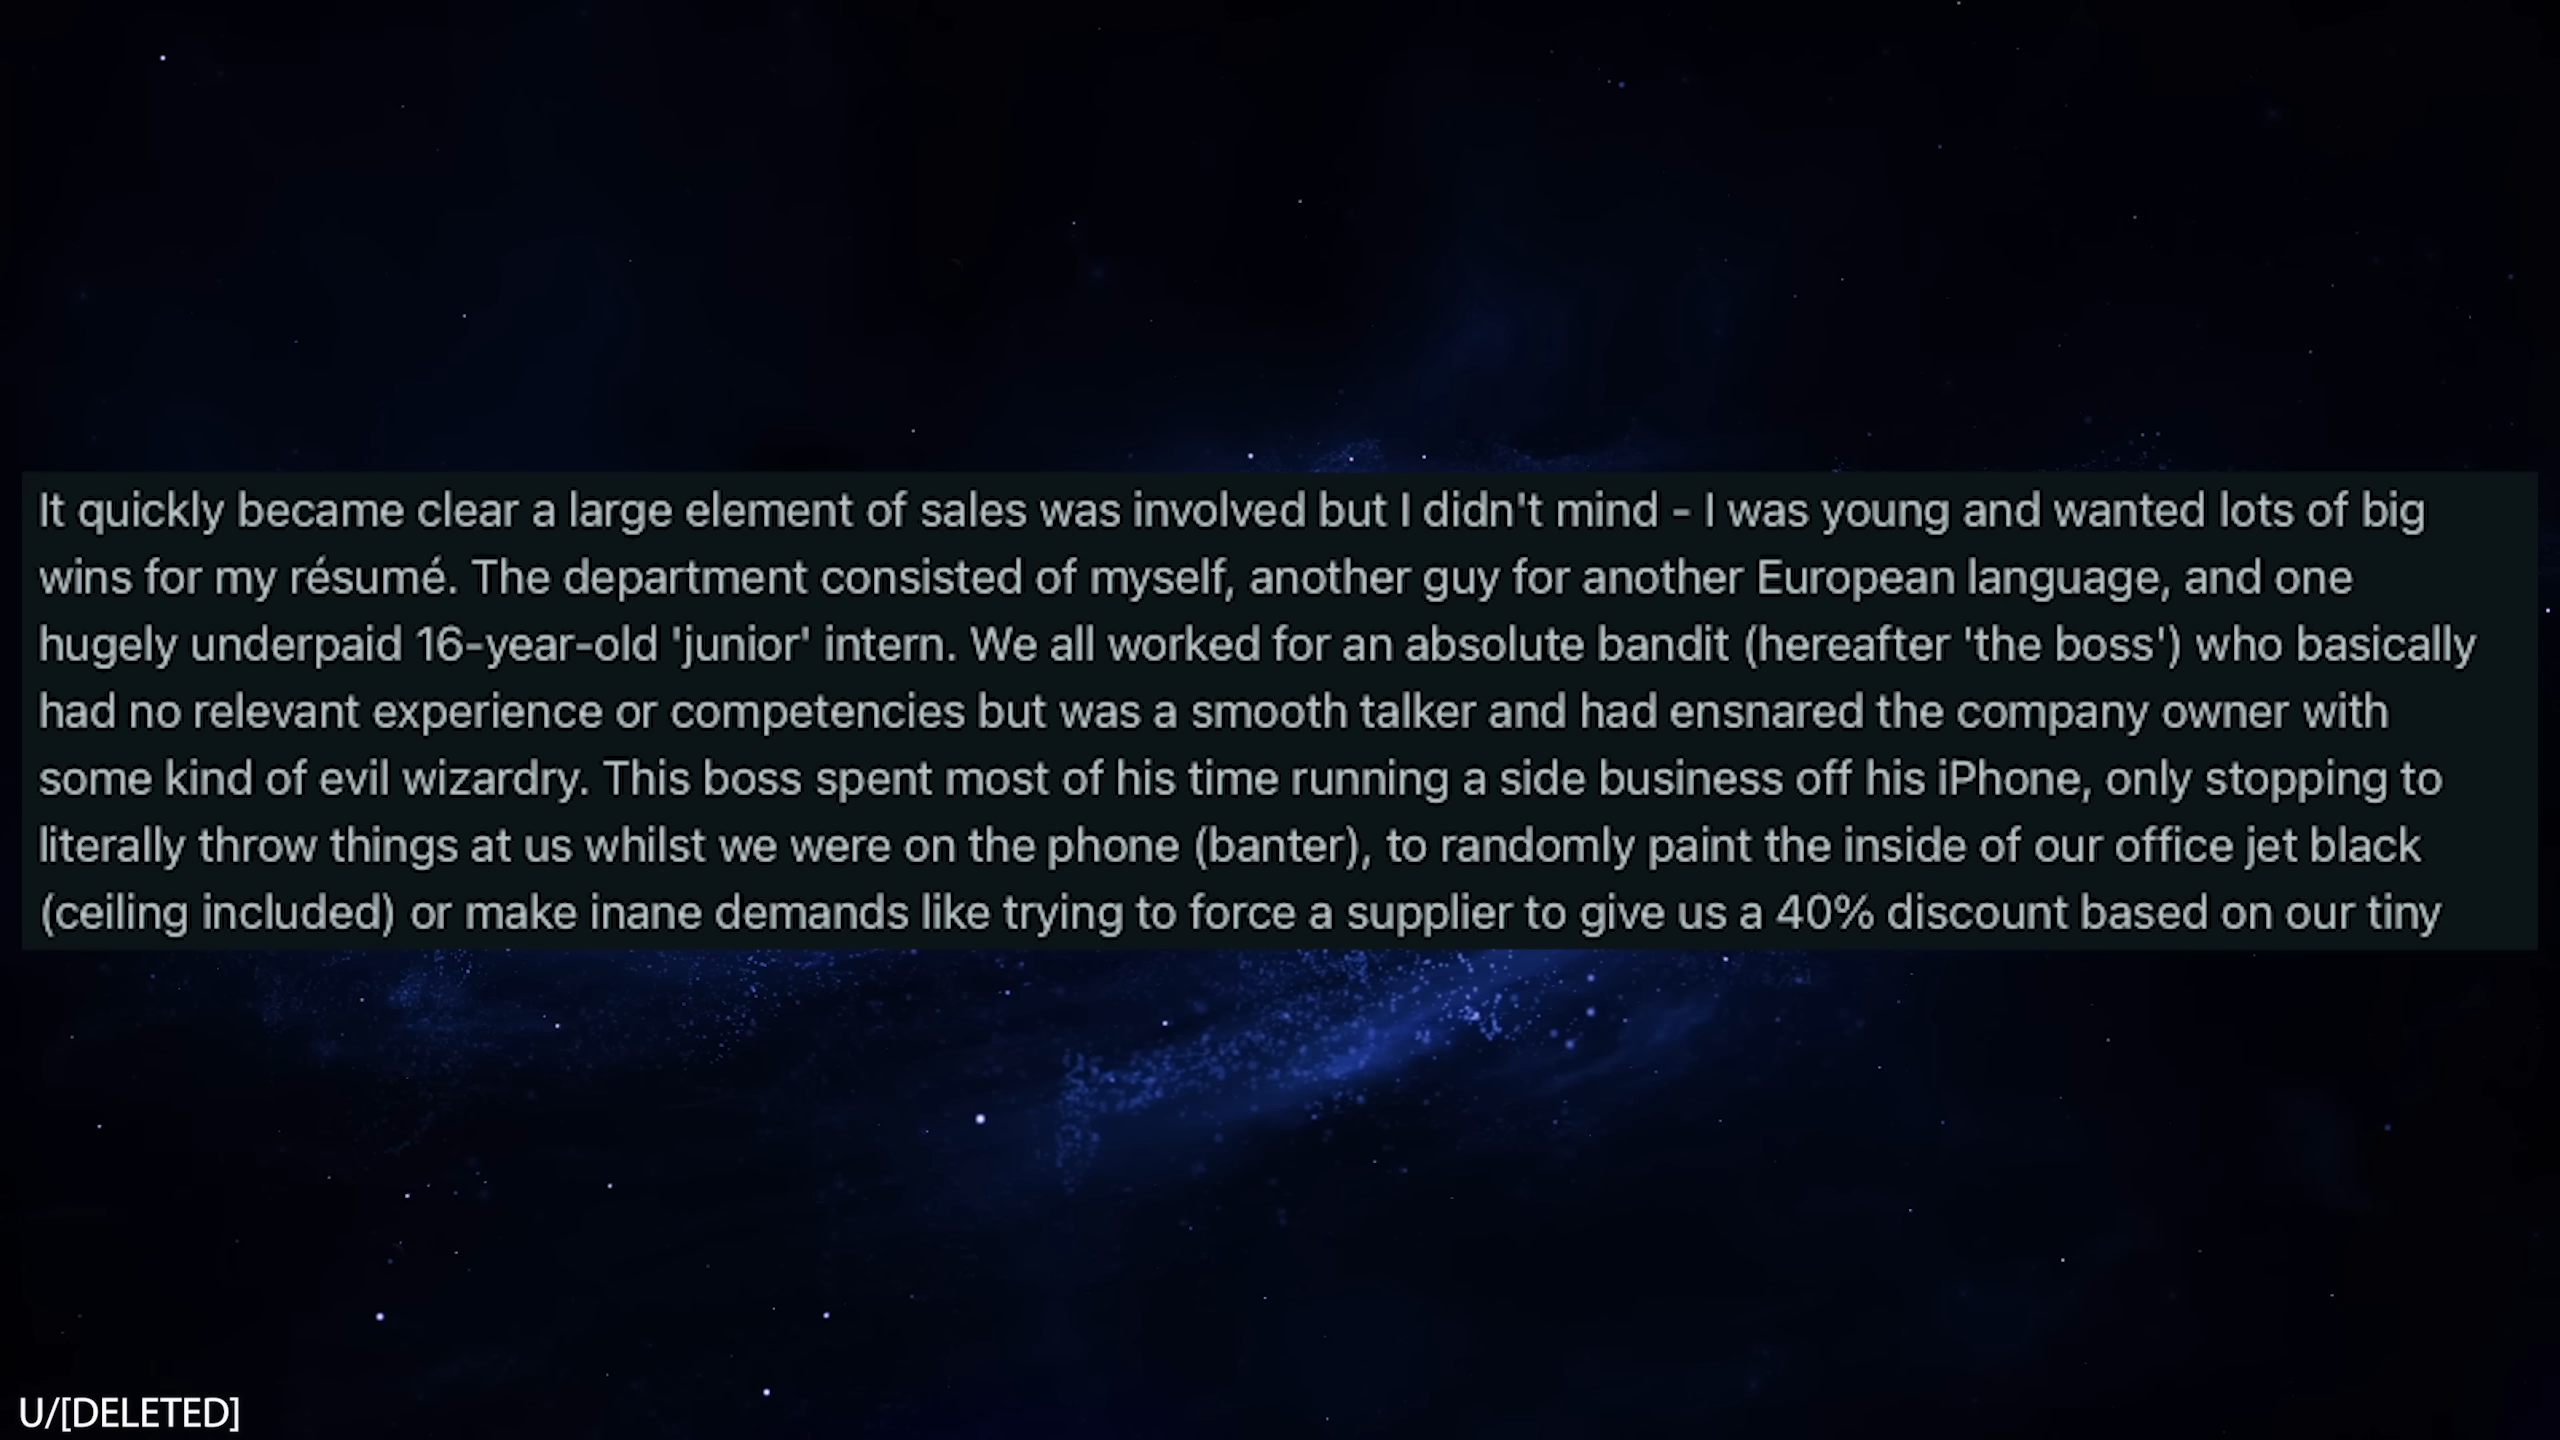 It quickly became clear a large element of sales was involved but I didn't mind - I was young and wanted lots of big
wins for my résumé. The department consisted of myself, another guy for another European language, and one
hugely underpaid 16-year-old 'junior' intern. We all worked for an absolute bandit (hereafter 'the boss') who basically
had no relevant experience or competencies but was a smooth talker and had ensnared the company owner with
some kind of evil wizardry. This boss spent most of his time running a side business off his iPhone, only stopping to
literally throw things at us whilst we were on the phone (banter), to randomly paint the inside of our office jet black
(ceiling included) or make inane demands like trying to force a supplier to give us a 40% discount based on our tiny
U/[DELETED]